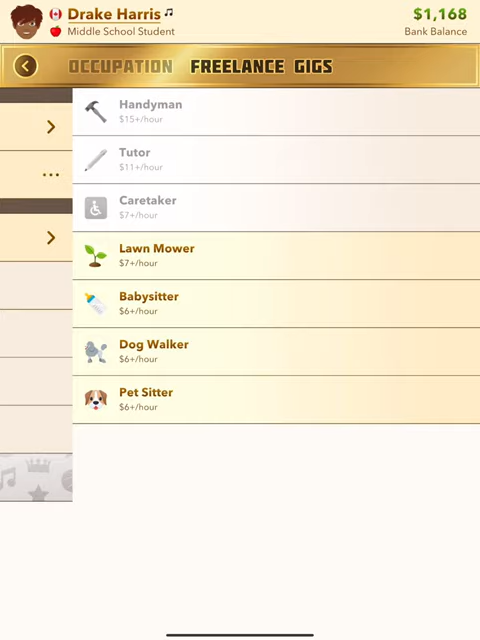 Drake Harris
$1,168
Middle School Student
Bank Balance
OCCUPATION FREELANCE GIGS
Handyman
$15+/hour
Tutor
$11+/hour
Caretaker
$7+/hour
Lawn Mower
$7+/hour
Babysitter
$6+/hour
Dog Walker
$6+/hour
Pet Sitter
$6+/hour